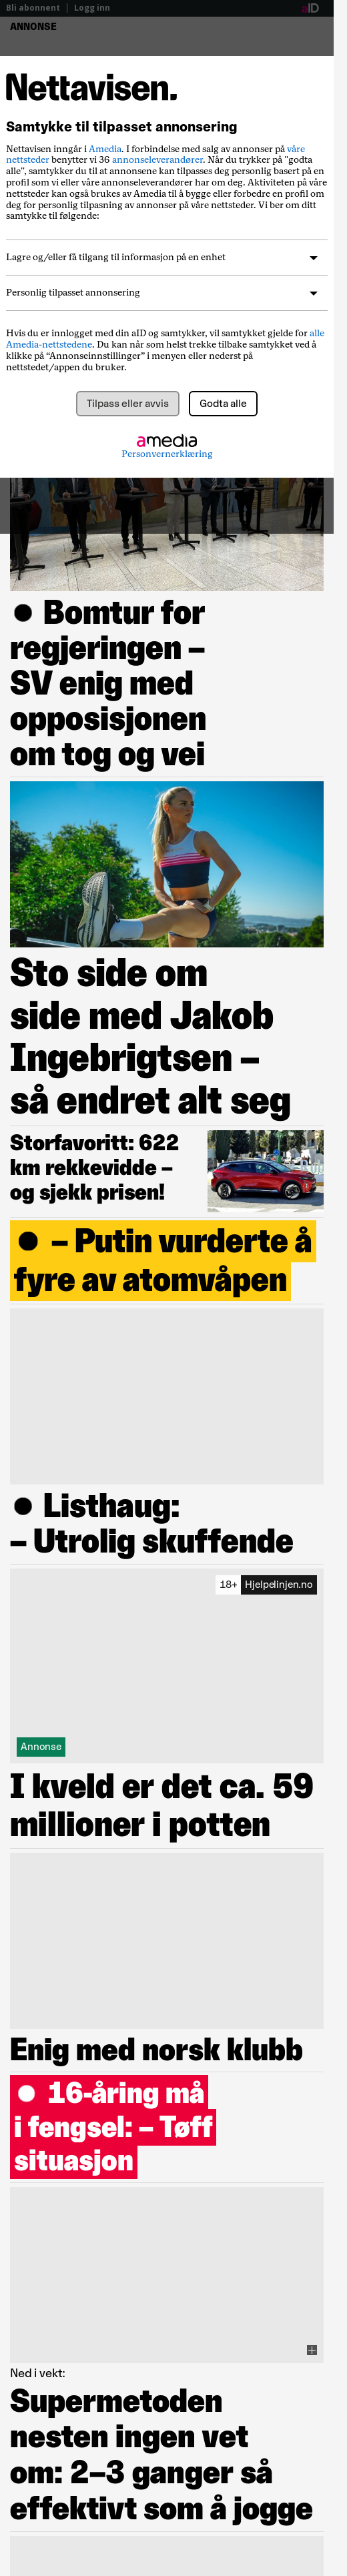 Bli abonnent | Logg inn
aID
ANNONSE
Nettavisen.
Samtykke til tilpasset annonsering
Nettavisen inngår i Amedia. I forbindelse med salg av annonser på våre
nettsteder benytter vi 36 annonseleverandører. Når du trykker på "godta
alle", samtykker du til at annonsene kan tilpasses deg personlig basert på en
profil som vi eller våre annonseleverandører har om deg. Aktiviteten på våre
nettsteder kan også brukes av Amedia til å bygge eller forbedre en profil om
deg for personlig tilpasning av annonser på våre nettsteder. Vi ber om ditt
samtykke til følgende:
Lagre og/eller få tilgang til informasjon på en enhet
Personlig tilpasset annonsering
Hvis du er innlogget med din aID og samtykker, vil samtykket gjelde for alle
Amedia-nettstedene. Du kan når som helst trekke tilbake samtykket ved å
klikke på “Annonseinnstillinger” i menyen eller nederst på
nettstedet/appen du bruker.
Tilpass eller avvis
Godta alle
amedia
Personvernerklæring
● Bomtur for
regjeringen –
SV enig med
opposisjonen
om tog og vei
Sto side om
side med Jakob
Ingebrigtsen –
så endret alt seg
Storfavoritt: 622
km rekkevidde –
og sjekk prisen!
● – Putin vurderte å
fyre av atomvåpen
● Listhaug:
– Utrolig skuffende
18+ Hjelpelinjen.no
Annonse
I kveld er det ca. 59
millioner i potten
Enig med norsk klubb
● 16-åring må
i fengsel: – Tøff
situasjon
Ned i vekt:
Supermetoden
nesten ingen vet
om: 2–3 ganger så
effektivt som å jogge